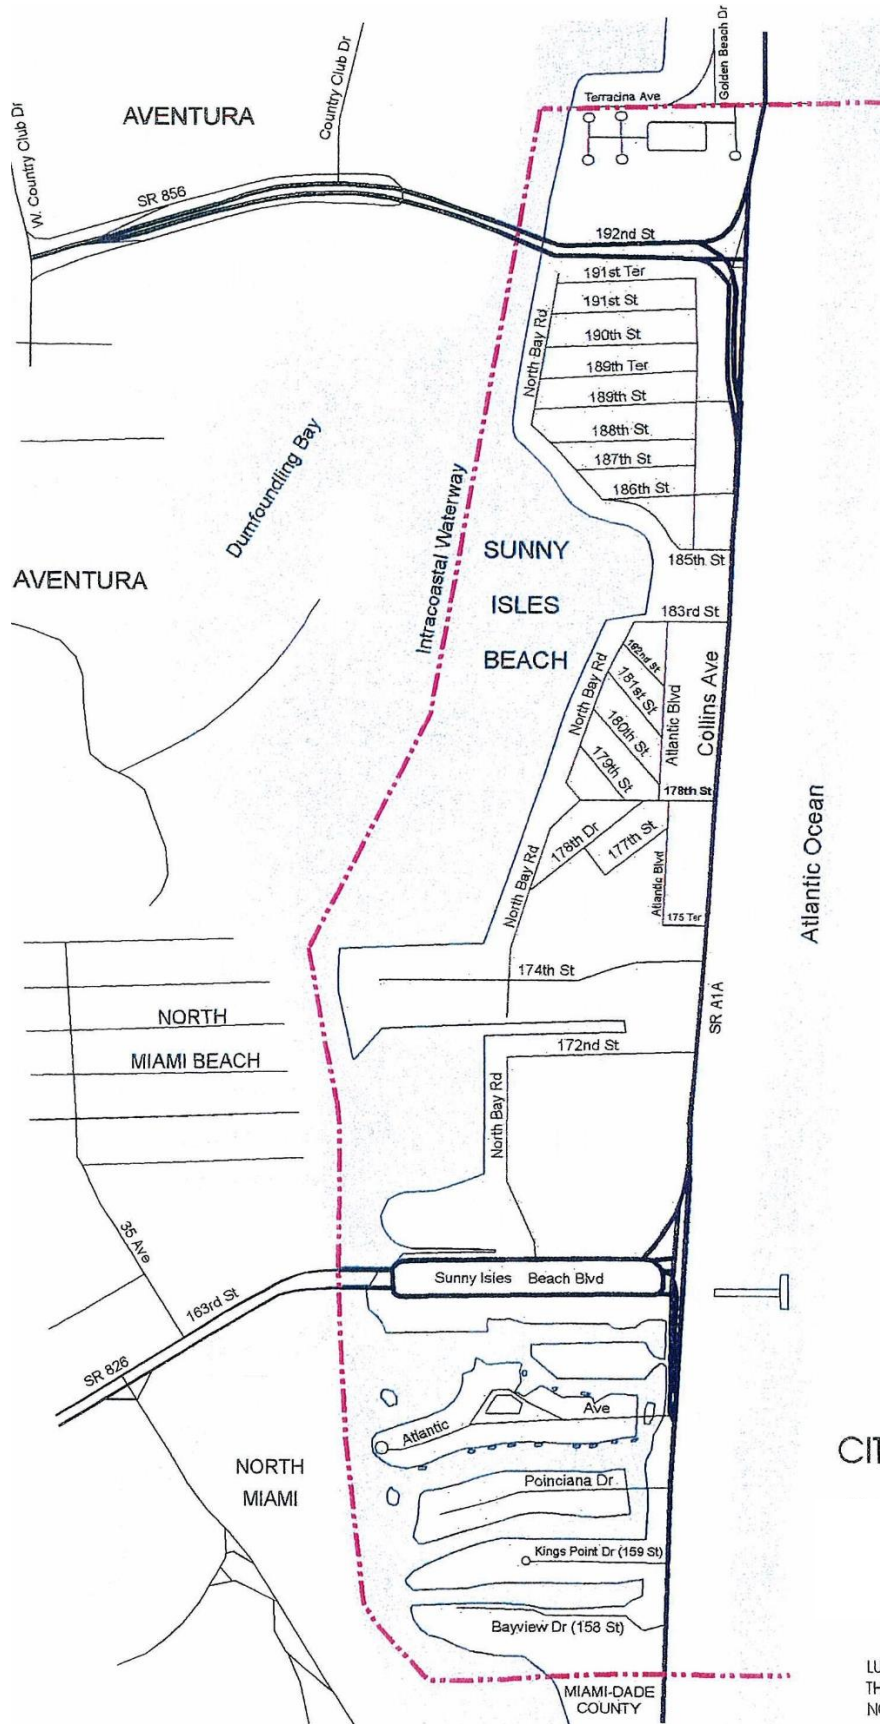 W. Country Club Dr
AVENTURA
Country Club Dr
Terracina Ave
Golden Beach Dr
SR 856
192nd St
191st Ter
191st St
190th St
189th Ter
189th St
188th St
187th St
186th St
185th St
North Bay Rd
Dumfoundling Bay
Intracoastal Waterway
AVENTURA
SUNNY
ISLES
BEACH
183rd St
North Bay Rd
182nd St
181st St
180th St
179th St
Atlantic Blvd
Collins Ave
178th St
178th Dr
177th St
North Bay Rd
Atlantic Blvd
175 Ter
Atlantic Ocean
174th St
SR A1A
NORTH
MIAMI BEACH
172nd St
North Bay Rd
35 Ave
163rd St
SR 826
Sunny Isles Beach Blvd
Atlantic Ave
NORTH
MIAMI
Poinciana Dr
Kings Point Dr (159 St)
Bayview Dr (158 St)
MIAMI-DADE
COUNTY
CIT
LU
TH
NO